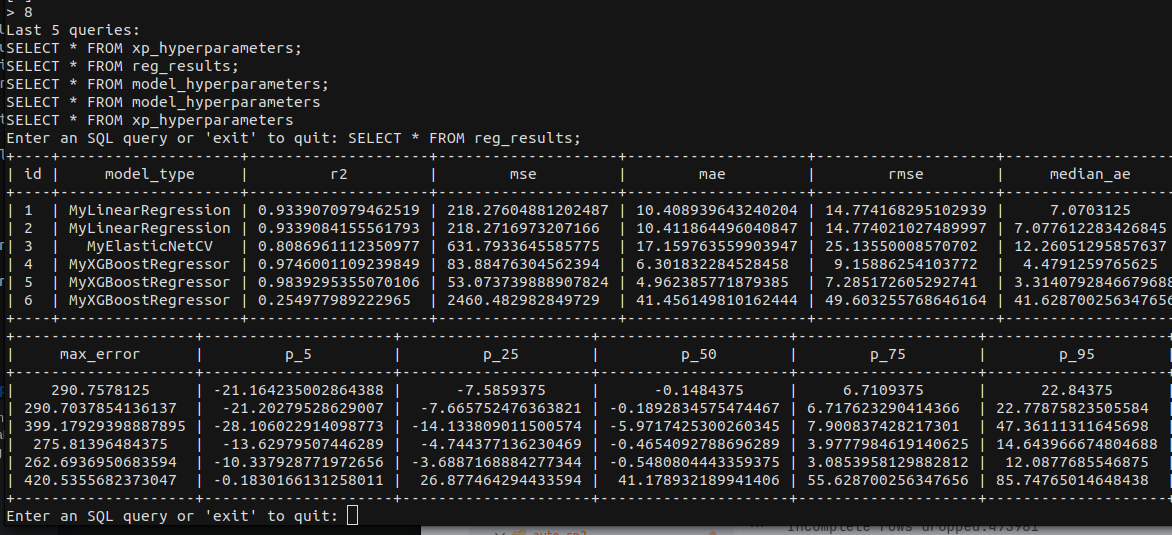 > 8
Last 5 queries:
SELECT * FROM xp_hyperparameters;
SELECT * FROM reg_results;
SELECT * FROM model_hyperparameters;
SELECT * FROM model_hyperparameters
SELECT * FROM xp_hyperparameters
Enter an SQL query or 'exit' to quit: SELECT * FROM reg_results;
| id | model_type | r2 | mse | mae | rmse | median_ae
| 1 | MyLinearRegression | 0.9339070979462519 | 218.27604881202487 | 10.408939643240204 | 14.774168295102939 | 7.0703125
| 2 | MyLinearRegression | 0.9339084155561793 | 218.2716973207166 | 10.411864496040847 | 14.774021027489997 | 7.077612283426845
| 3 | MyElasticNetCV | 0.8086961112350977 | 631.7933645585775 | 17.159763559903947 | 25.13550008570702 | 12.260512958576​37
| 4 | MyXGBoostRegressor | 0.9746001109239849 | 83.88476304562394 | 6.301832284528458 | 9.15886254103772 | 4.4791259765625
| 5 | MyXGBoostRegressor | 0.9839295355070106 | 53.073739888907824 | 4.962385771879385 | 7.285172605292741 | 3.3140792846679688
| 6 | MyXGBoostRegressor | 0.254977989222965 | 2460.482982849729 | 41.456149810162444 | 49.603255768646164 | 41.628700256347656
| max_error | p_5 | p_25 | p_50 | p_75 | p_95
| 290.7578125 | -21.164235002864388 | -7.5859375 | -0.1484375 | 6.7109375 | 22.84375
| 290.7037854136137 | -21.20279528629007 | -7.665752476363821 | -0.1892834575474467 | 6.717623290414366 | 22.77875823505584 |
| 399.17929398887895 | -28.106022914098773 | -14.133809011500574 | -5.9717425300260345 | 7.900837428217301 | 47.36111311645698 |
| 275.81396484375 | -13.62979507446289 | -4.744377136230469 | -0.4654092788696289 | 3.9777984619140625 | 14.643966674804688 |
| 262.6936950683594 | -10.337928771972656 | -3.6887168884277344 | -0.5480804443359375 | 3.0853958129882812 | 12.0877685546875 |
| 420.5355682373047 | -0.1830166131258011 | 26.877464294433594 | 41.178932189941406 | 55.628700256347656 | 85.74765014648438 |
Enter an SQL query or 'exit' to quit: